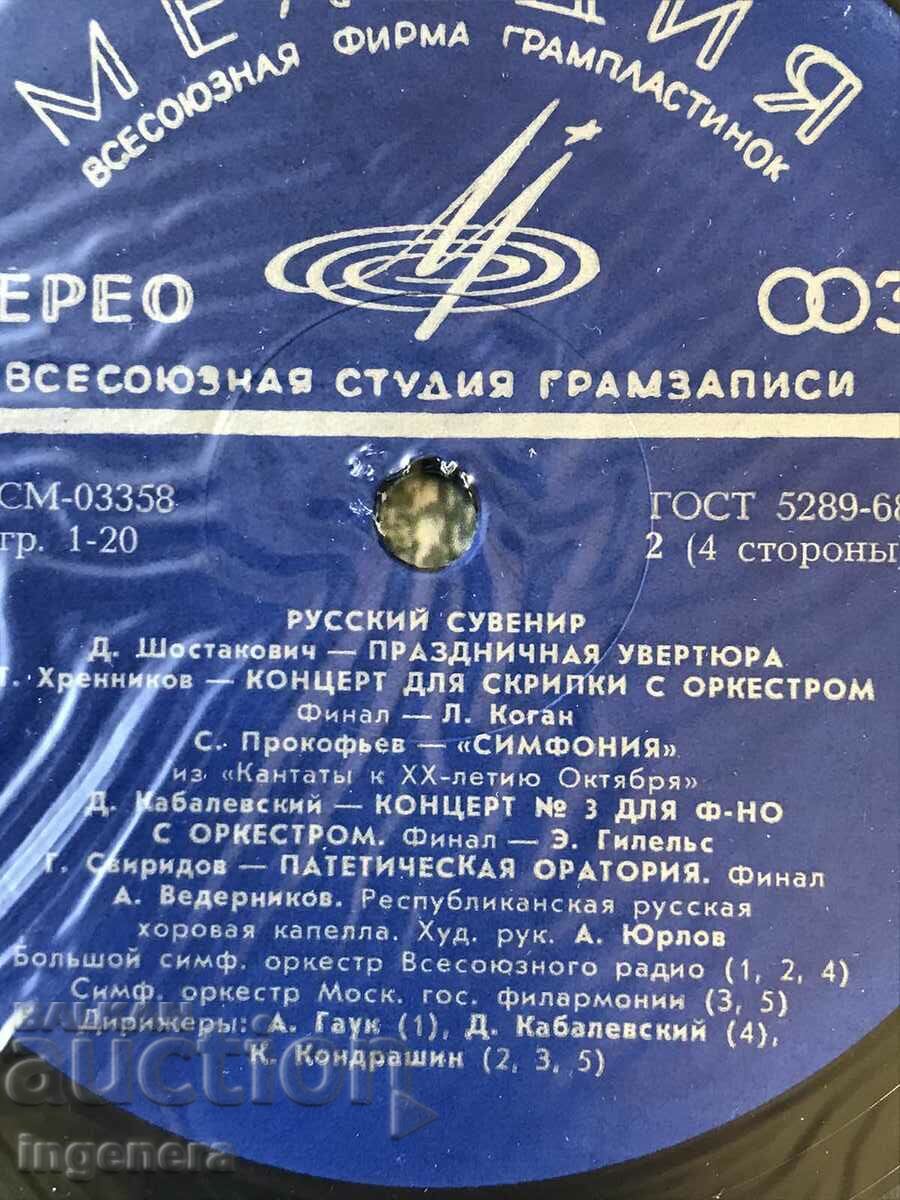 МЕЛОДИЯ
ВСЕСОЮЗНАЯ ФИРМА ГРАМПЛАСТИНОК
ЕРЕО
ВСЕСОЮЗНАЯ СТУДИЯ ГРАМЗАПИСИ
СМ-03358
гр. 1-20
ГОСТ 5289-68
2 (4 стороны)
РУССКИЙ СУВЕНИР
Д. Шостакович — ПРАЗДНИЧНАЯ УВЕРТЮРА
Т. Хренников — КОНЦЕРТ ДЛЯ СКРИПКИ С ОРКЕСТРОМ
Финал — Л. Коган
С. Прокофьев — «СИМФОНИЯ»
из «Кантаты к XX-летию Октября»
Д. Кабалевский — КОНЦЕРТ № 3 ДЛЯ Ф-НО
С ОРКЕСТРОМ. Финал — Э. Гилельс
Г. Свиридов — ПАТЕТИЧЕСКАЯ ОРАТОРИЯ. Финал
А. Ведерников. Республиканская русская
хоровая капелла. Худ. рук. А. Юрлов
Большой симф. оркестр Всесоюзного радио (1, 2, 4)
Симф. оркестр Моск. гос. филармонии (3, 5)
Дирижеры: А. Гаук (1), Д. Кабалевский (4),
К. Кондрашин (2, 3, 5)
BALKAN
auction
ingenera